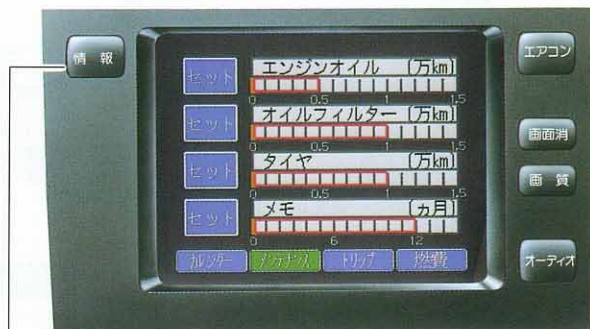 情 報
エアコン
画面消
画 質
オーディオ
セット
エンジンオイル (万km)
0 0.5 1 1.5
セット
オイルフィルター (万km)
0 0.5 1 1.5
セット
タイヤ (万km)
0 0.5 1 1.5
セット
メモ (ヵ月)
0 6 12
カレンダー メンテナンス トリップ 燃費